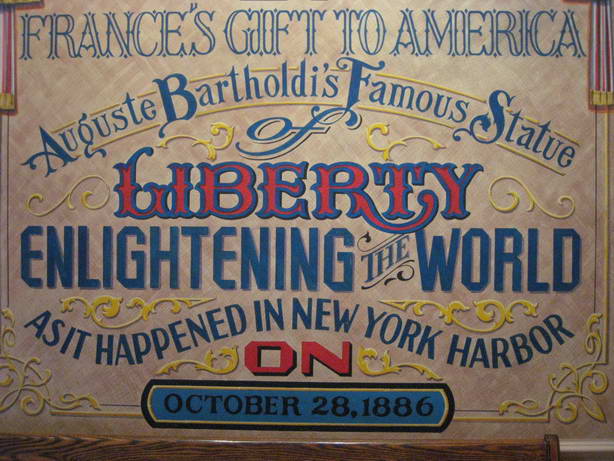 FRANCE'S GIFT TO AMERICA
Auguste Bartholdi's Famous Statue
of
LIBERTY
ENLIGHTENING THE WORLD
AS IT HAPPENED IN NEW YORK HARBOR
ON
OCTOBER 28, 1886